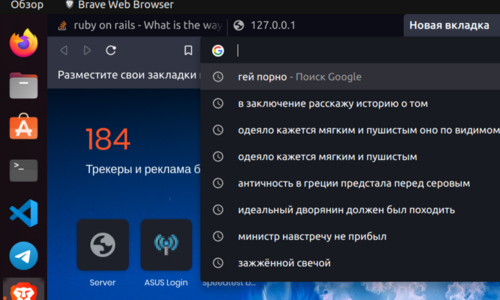 Обзор
Brave Web Browser
ruby on rails - What is the way
127.0.0.1
Новая вкладка
Разместите свои закладки
гей порно - Поиск Google
в заключение расскажу историю о том
одеяло кажется мягким и пушистым оно по видимом
одеяло кажется мягким и пушистым
античность в греции предстала перед серовым
идеальный дворянин должен был походить
министр навстречу не прибыл
зажжённой свечой
184
Трекеры и реклама б
Server
ASUS Login